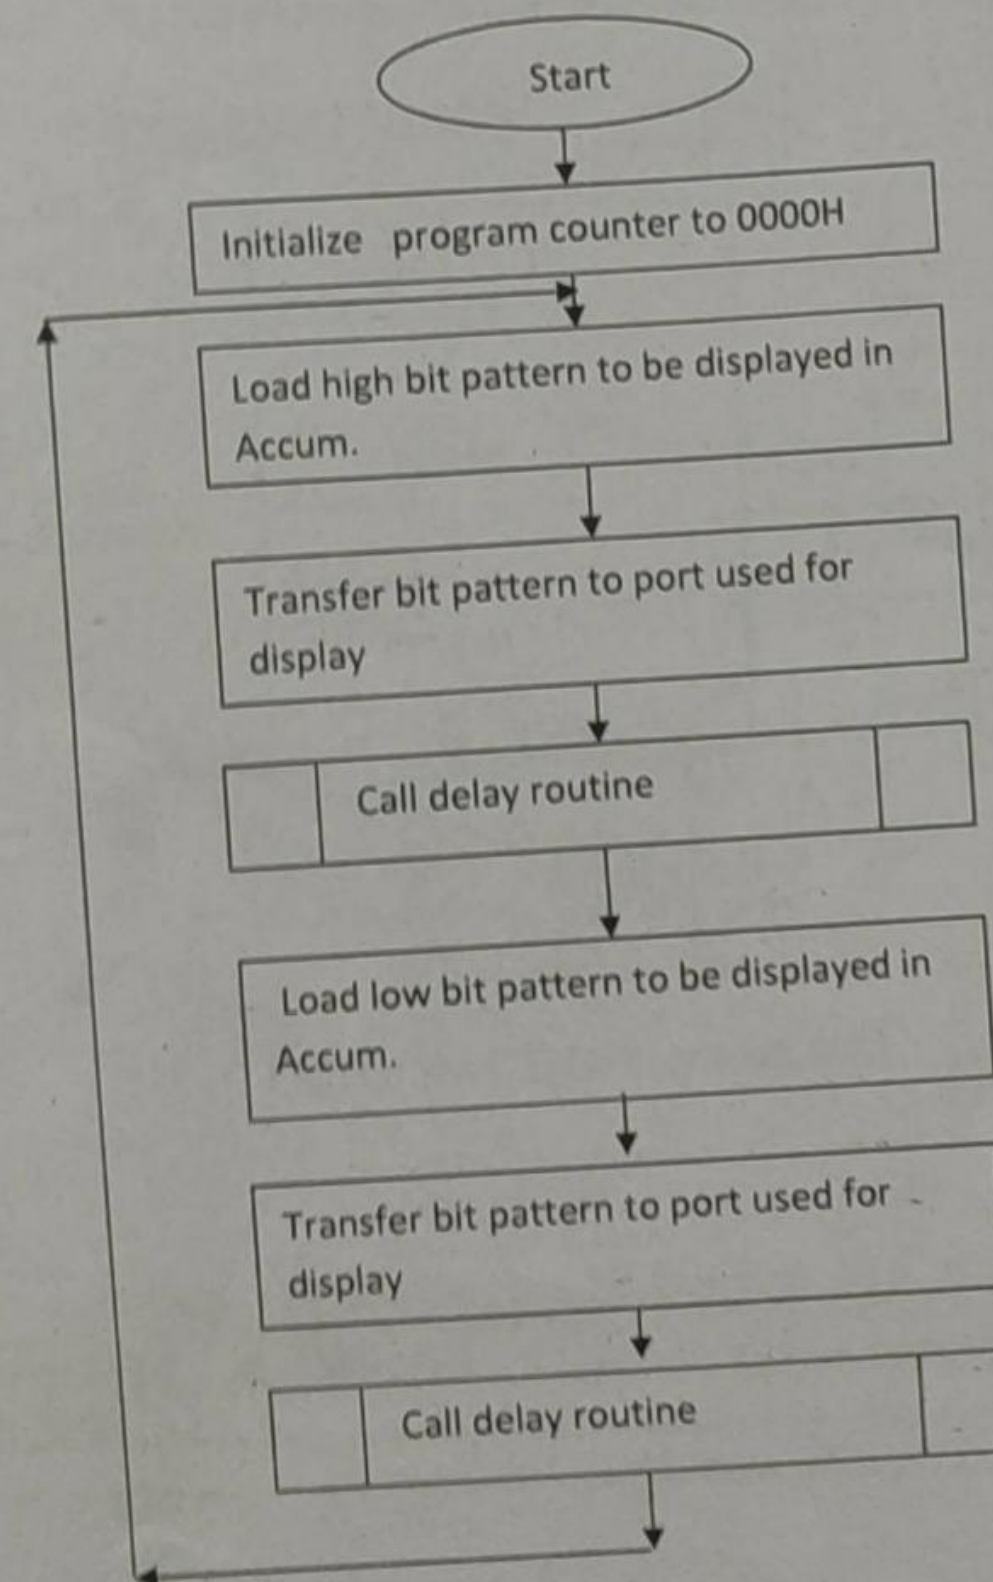 Start
Initialize program counter to 0000H
Load high bit pattern to be displayed in
Accum.
Transfer bit pattern to port used for
display
Call delay routine
Load low bit pattern to be displayed in
Accum.
Transfer bit pattern to port used for
display
Call delay routine